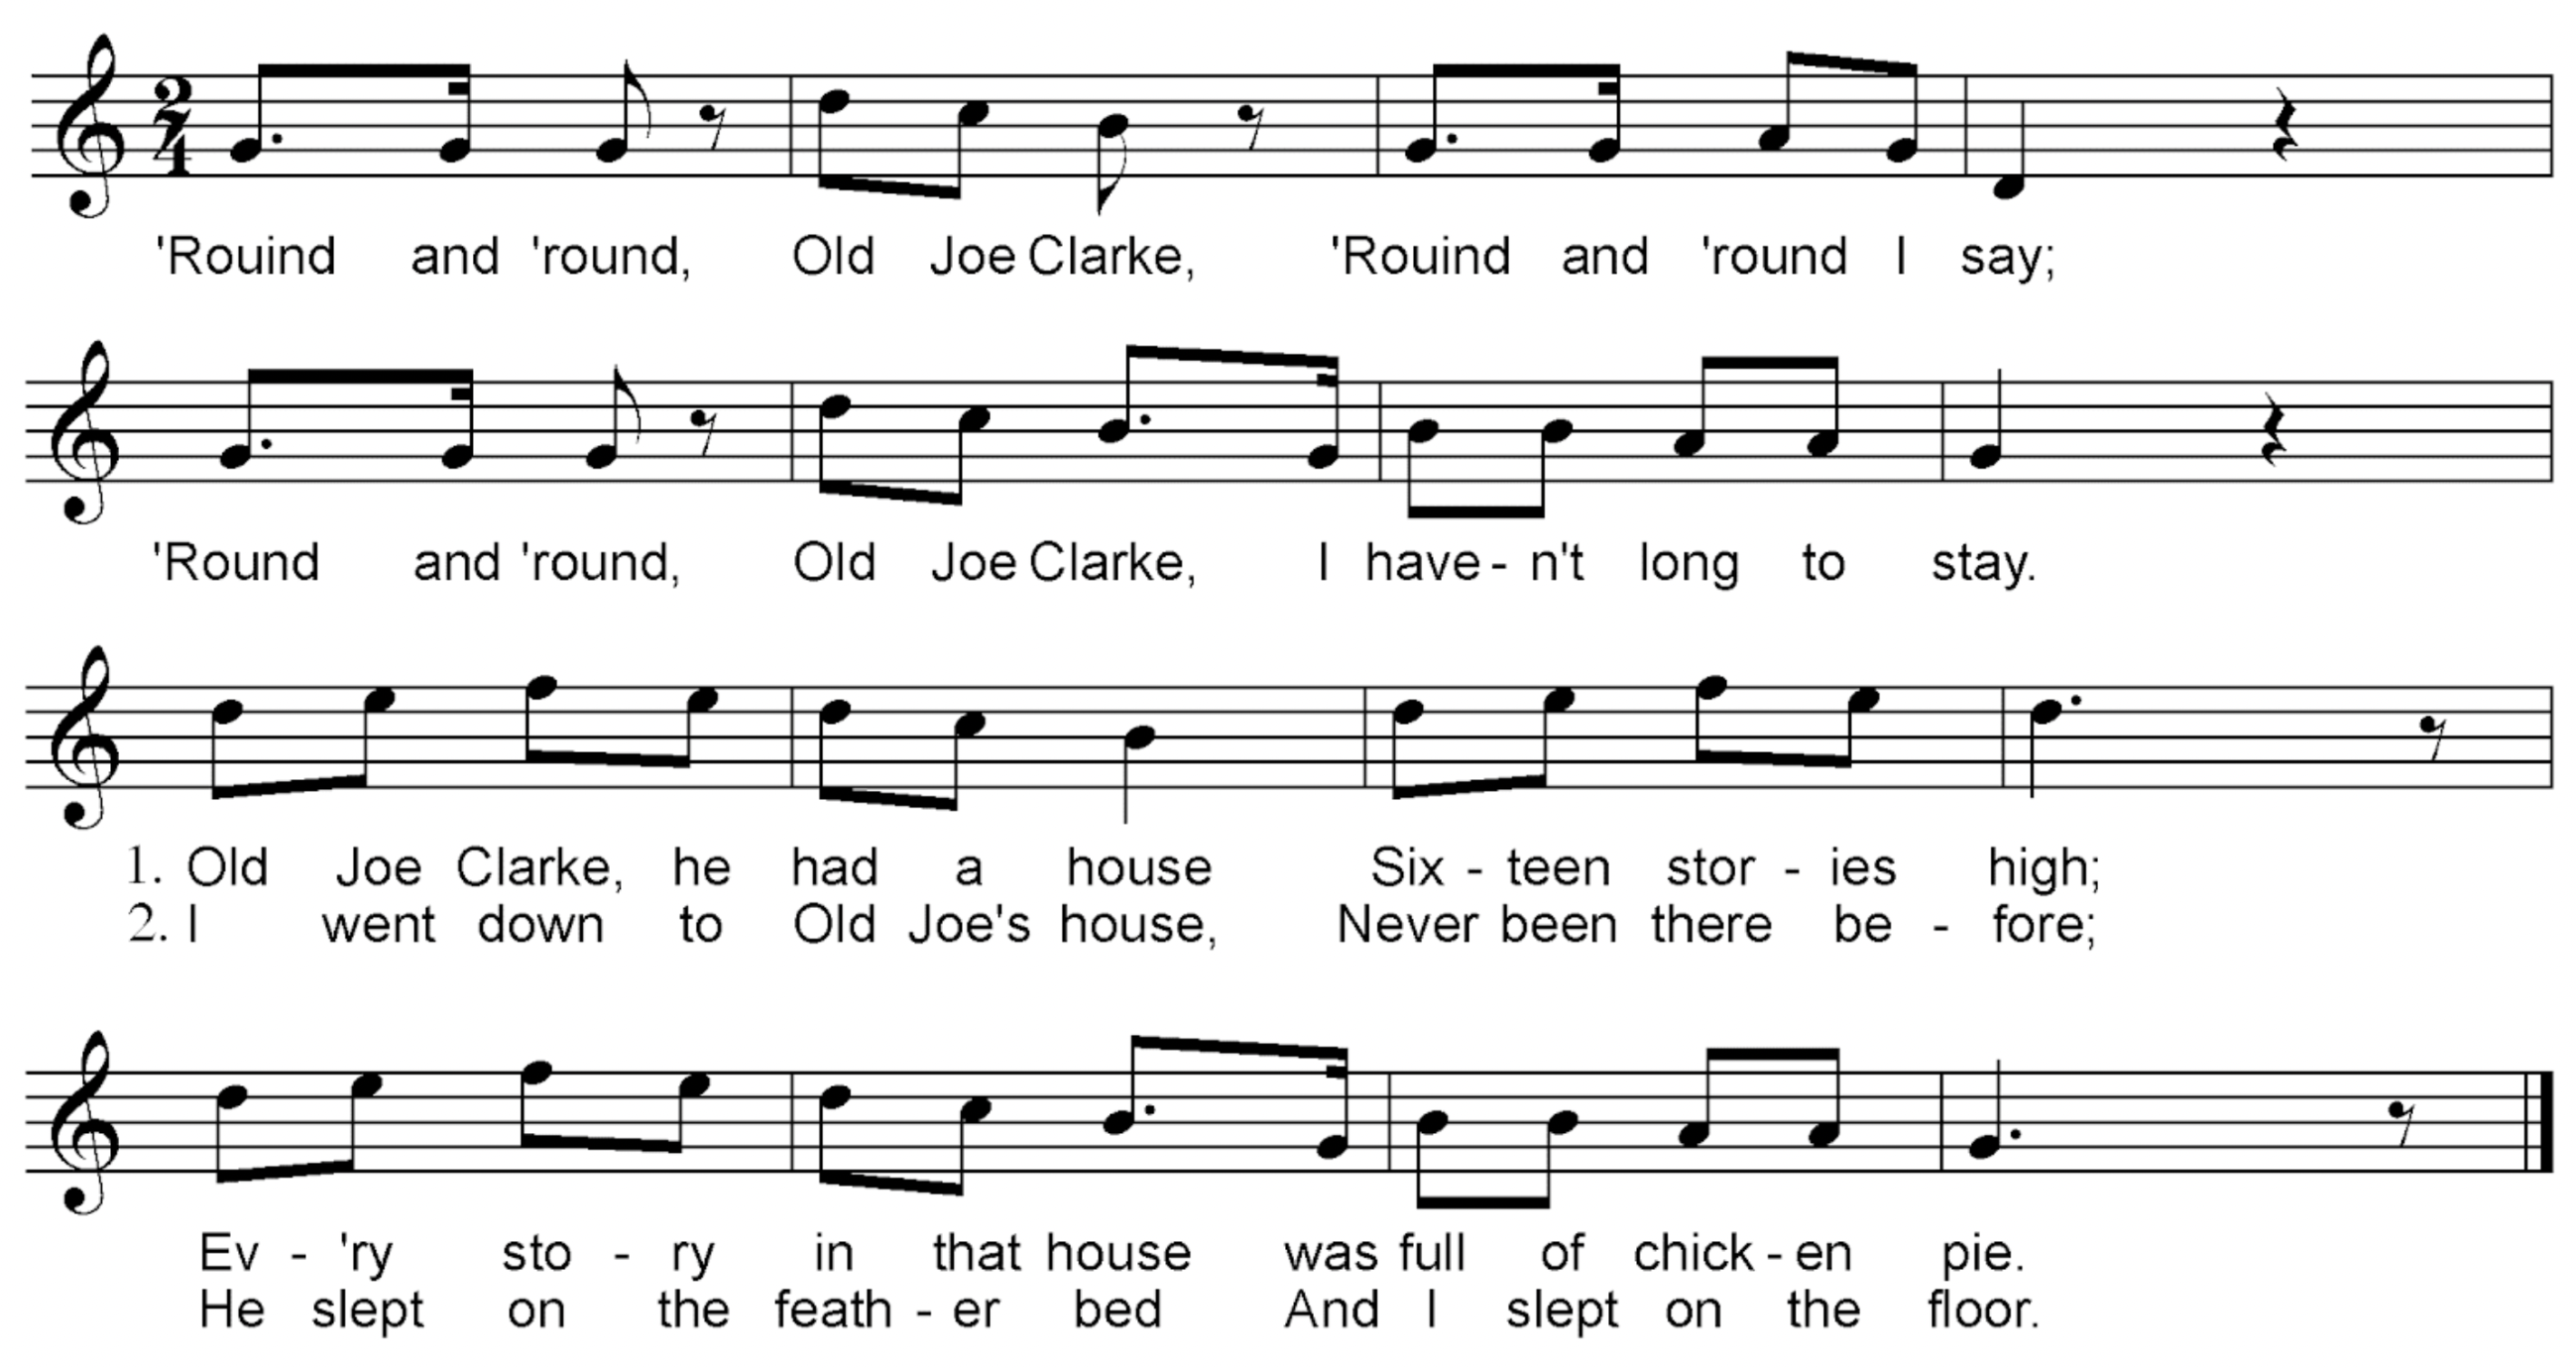 'Rouind and 'round, Old Joe Clarke, 'Rouind and 'round I say;
'Round and 'round, Old Joe Clarke, I have - n't long to stay.
1. Old Joe Clarke, he had a house Six - teen stor - ies high;
2. I went down to Old Joe's house, Never been there be - fore;
Ev - 'ry sto - ry in that house was full of chick - en pie.
He slept on the feath - er bed And I slept on the floor.